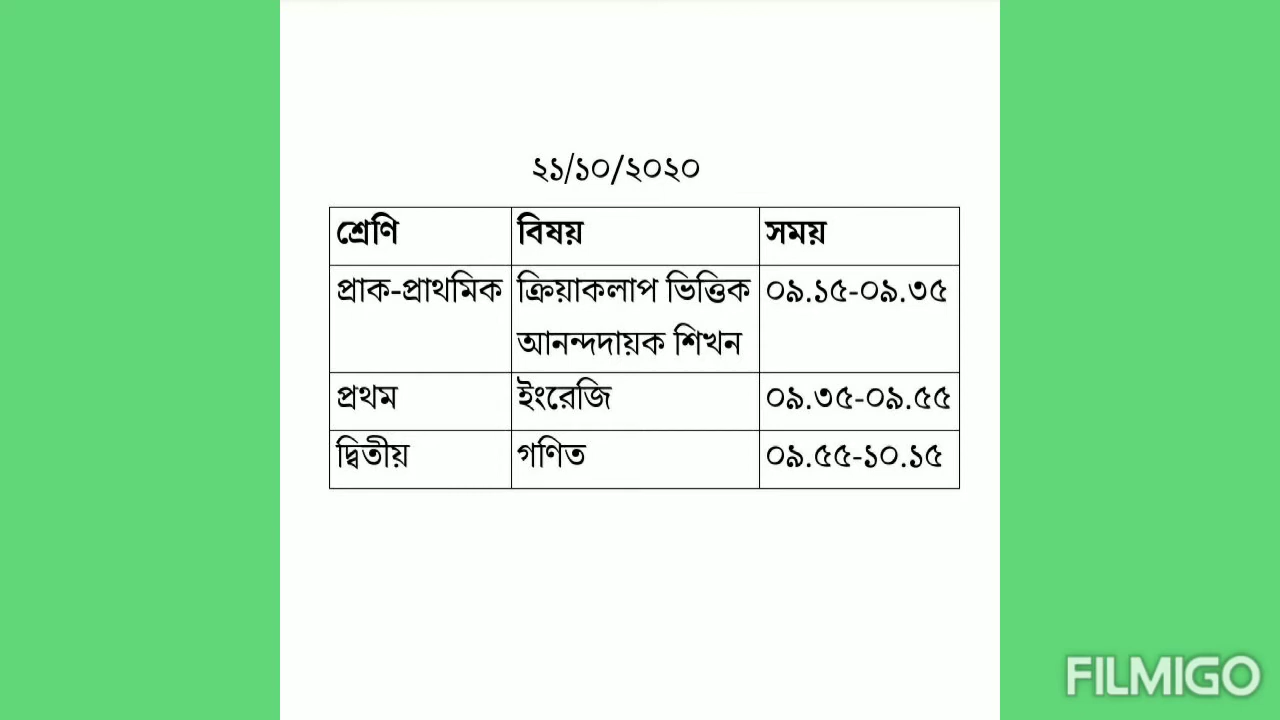 ২১/১০/২০২০
শ্রেণি বিষয় সময়
প্রাক-প্রাথমিক ক্রিয়াকলাপ ভিত্তিক ০৯.১৫-০৯.৩৫
আনন্দদায়ক শিখন
প্রথম ইংরেজি ০৯.৩৫-০৯.৫৫
দ্বিতীয় গণিত ০৯.৫৫-১০.১৫
FILMIGO